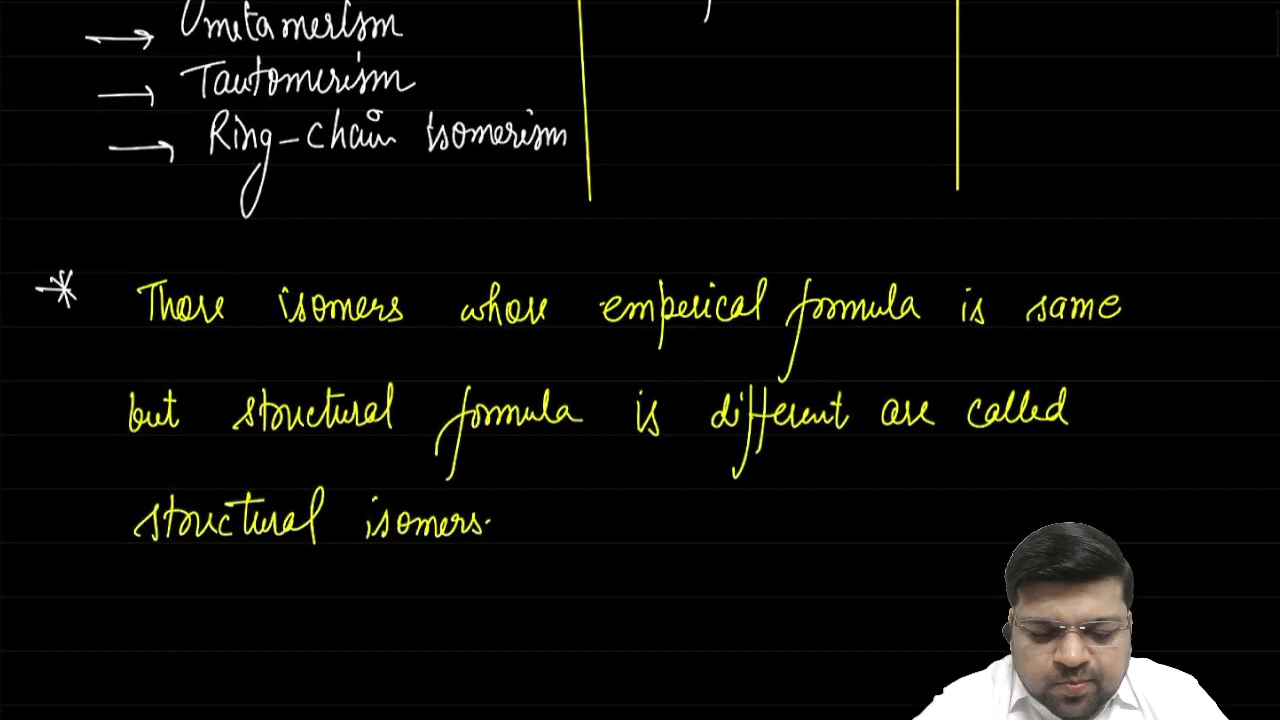 → metamerism
→ Tautomerism
→ Ring-chain isomerism
* Those isomers whose emperical formula is same
but structural formula is different are called
structural isomers.